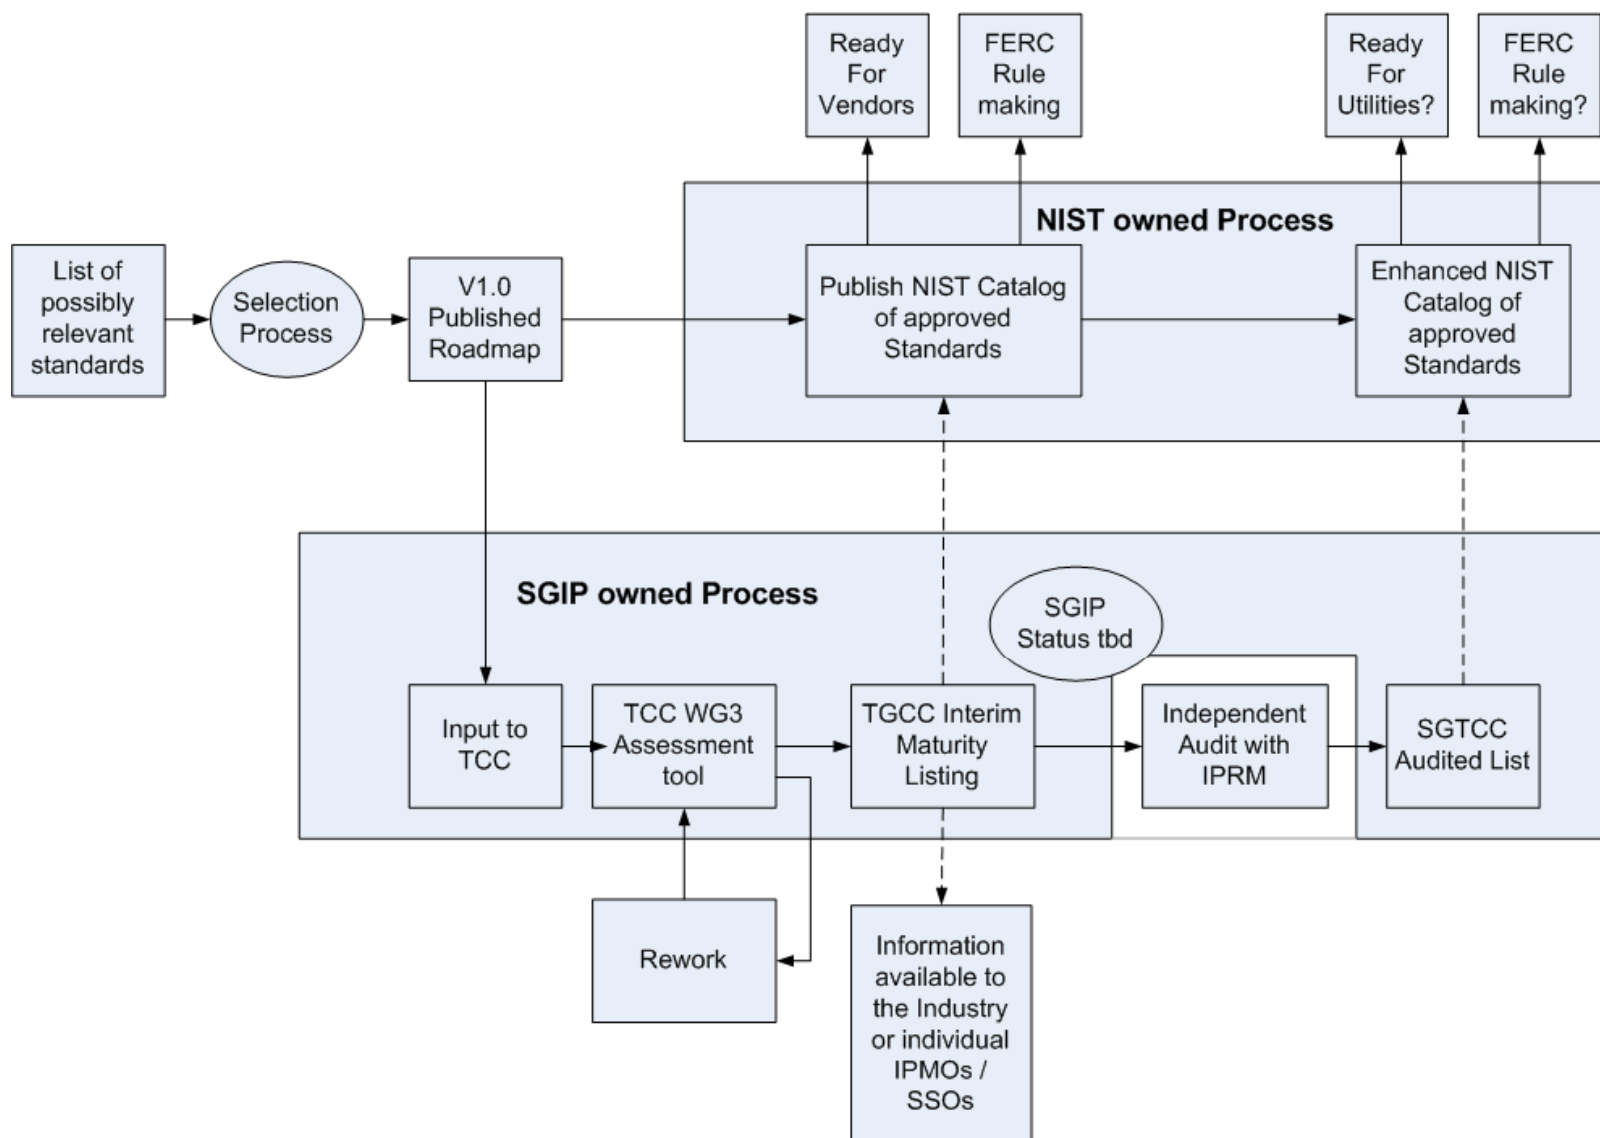 Ready
For
Vendors
FERC
Rule
making
Ready
For
Utilities?
FERC
Rule
making?
NIST owned Process
List of
possibly
relevant
standards
Selection
Process
V1.0
Published
Roadmap
Publish NIST Catalog
of approved
Standards
Enhanced NIST
Catalog of
approved
Standards
SGIP owned Process
SGIP
Status tbd
Input to
TCC
TCC WG3
Assessment
tool
TGCC Interim
Maturity
Listing
Independent
Audit with
IPRM
SGTCC
Audited List
Rework
Information
available to
the Industry
or individual
IPMOs /
SSOs